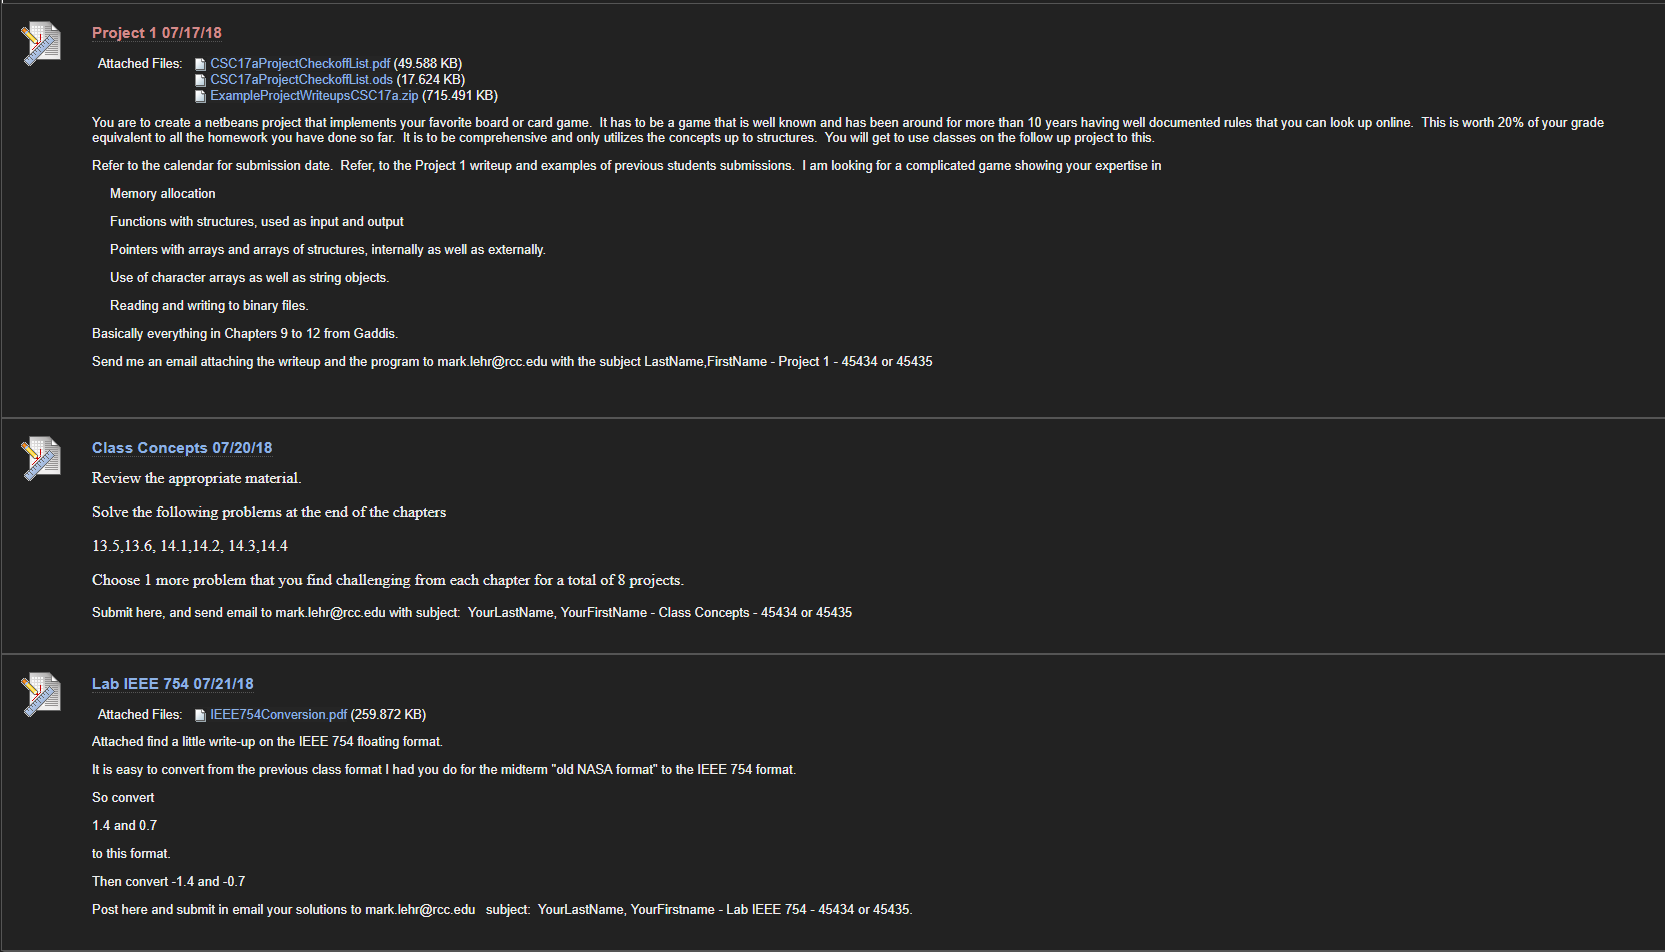 Project 1 07/17/18
Attached Files: CSC17aProjectCheckoffList.pdf (49.588 KB)
CSC17aProjectCheckoffList.ods (17.624 KB)
ExampleProjectWriteupsCSC17a.zip (715.491 KB)
You are to create a netbeans project that implements your favorite board or card game. It has to be a game that is well known and has been around for more than 10 years having well documented rules that you can look up online. This is worth 20% of your grade
equivalent to all the homework you have done so far. It is to be comprehensive and only utilizes the concepts up to structures. You will get to use classes on the follow up project to this.
Refer to the calendar for submission date. Refer, to the Project 1 writeup and examples of previous students submissions. I am looking for a complicated game showing your expertise in
Memory allocation
Functions with structures, used as input and output
Pointers with arrays and arrays of structures, internally as well as externally.
Use of character arrays as well as string objects.
Reading and writing to binary files.
Basically everything in Chapters 9 to 12 from Gaddis.
Send me an email attaching the writeup and the program to mark.lehr@rcc.edu with the subject LastName,FirstName - Project 1 - 45434 or 45435
Class Concepts 07/20/18
Review the appropriate material.
Solve the following problems at the end of the chapters
13.5,13.6, 14.1,14.2, 14.3,14.4
Choose 1 more problem that you find challenging from each chapter for a total of 8 projects.
Submit here, and send email to mark.lehr@rcc.edu with subject: YourLastName, YourFirstName - Class Concepts - 45434 or 45435
Lab IEEE 754 07/21/18
Attached Files: IEEE754Conversion.pdf (259.872 KB)
Attached find a little write-up on the IEEE 754 floating format.
It is easy to convert from the previous class format I had you do for the midterm "old NASA format" to the IEEE 754 format.
So convert
1.4 and 0.7
to this format.
Then convert -1.4 and -0.7
Post here and submit in email your solutions to mark.lehr@rcc.edu subject: YourLastName, YourFirstname - Lab IEEE 754 - 45434 or 45435.